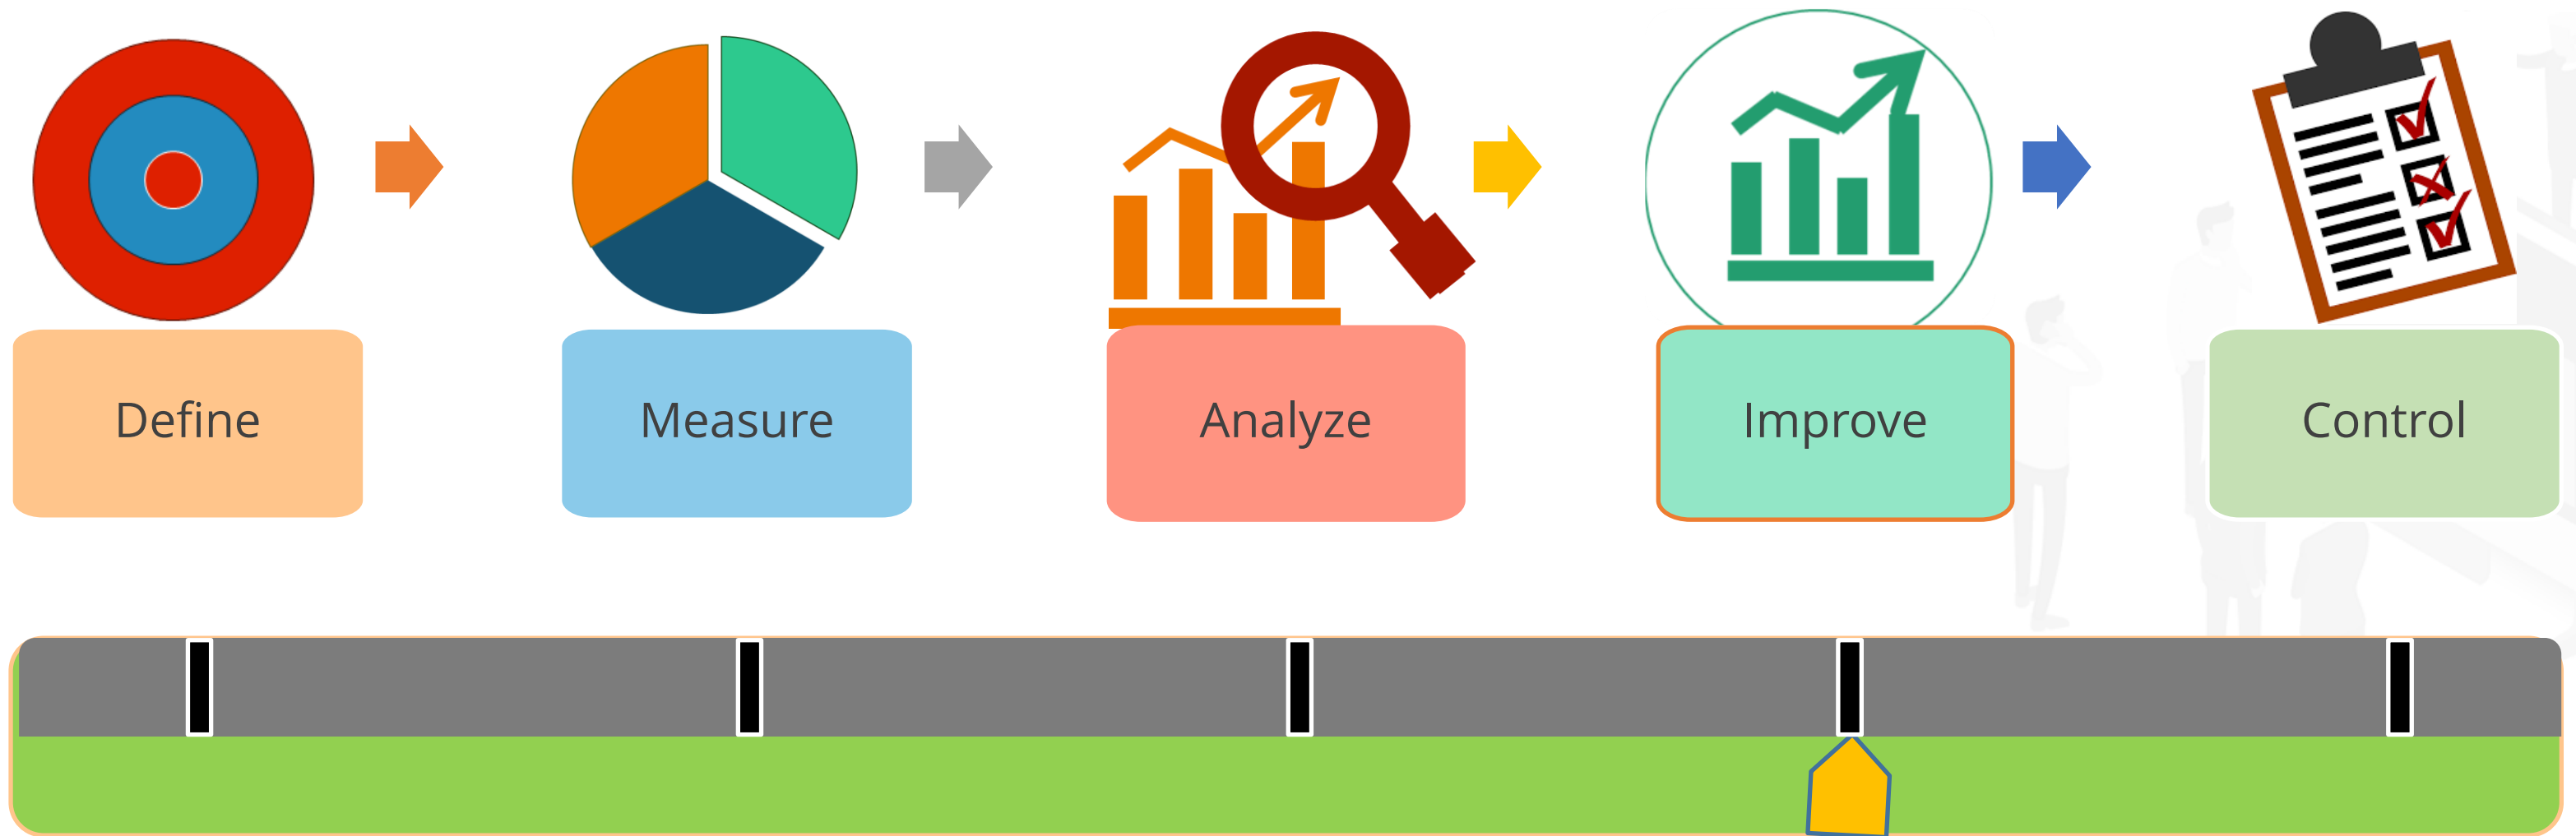 Define
Measure
Analyze
Improve
Control